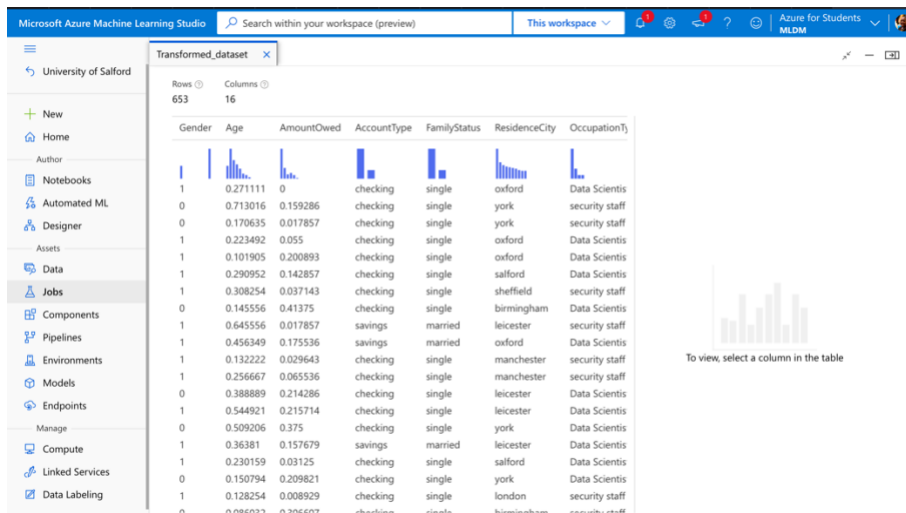 Microsoft Azure Machine Learning Studio
Search within your workspace (preview)
This workspace
1
1
?
Azure for Students
MLDM
University of Salford
New
Home
Author
Notebooks
Automated ML
Designer
Assets
Data
Jobs
Components
Pipelines
Environments
Models
Endpoints
Manage
Compute
Linked Services
Data Labeling
Transformed_dataset ×
Rows ? Columns ?
653 16
Gender Age AmountOwed AccountType FamilyStatus ResidenceCity OccupationTy
1 0.271111 0 checking single oxford Data Scientis
0 0.713016 0.159286 checking single york security staff
0 0.170635 0.017857 checking single york security staff
1 0.223492 0.055 checking single oxford Data Scientis
1 0.101905 0.200893 checking single oxford Data Scientis
1 0.290952 0.142857 checking single salford Data Scientis
1 0.308254 0.037143 checking single sheffield security staff
0 0.145556 0.41375 checking single birmingham Data Scientis
1 0.645556 0.017857 savings married leicester security staff
1 0.456349 0.175536 savings married oxford Data Scientis
1 0.132222 0.029643 checking single manchester security staff
1 0.256667 0.065536 checking single manchester security staff
0 0.388889 0.214286 checking single leicester Data Scientis
1 0.544921 0.215714 checking single leicester Data Scientis
0 0.509206 0.375 checking single york Data Scientis
1 0.36381 0.157679 savings married leicester Data Scientis
1 0.230159 0.03125 checking single salford Data Scientis
0 0.150794 0.209821 checking single york Data Scientis
1 0.128254 0.008929 checking single london security staff
To view, select a column in the table